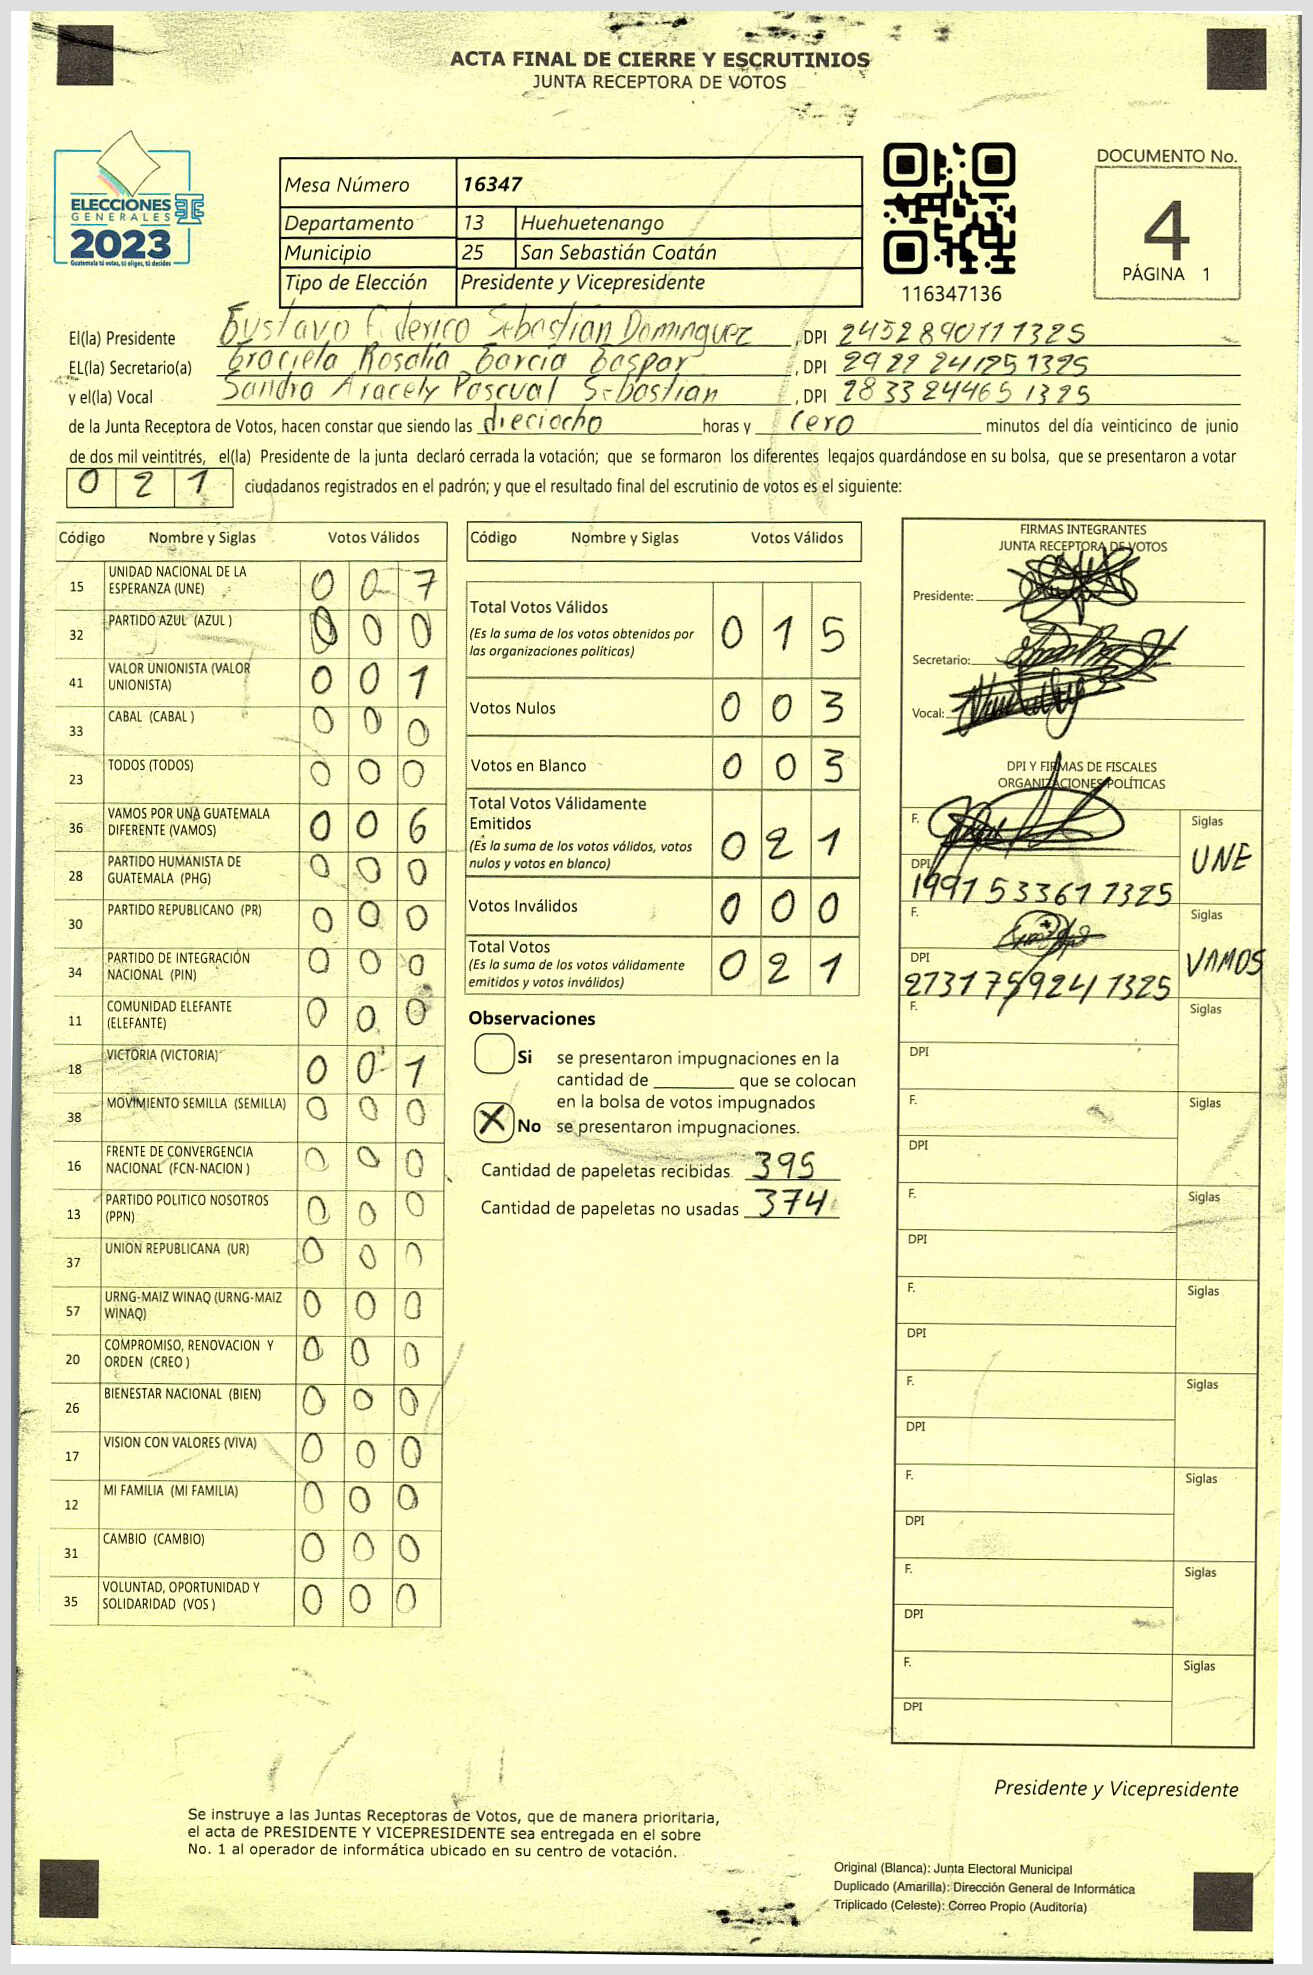 ACTA FINAL DE CIERRE Y ESCRUTINIOS
JUNTA RECEPTORA DE VOTOS
ELECCIONES
GENERALES
2023
Guatemala tú votas, tú eliges, tú decides
Mesa Número 16347
Departamento 13 Huehuetenango
Municipio 25 San Sebastián Coatán
Tipo de Elección Presidente y Vicepresidente
116347136
DOCUMENTO No.
4
PÁGINA 1
El(la) Presidente Gustavo Federico Sebastian Dominguez , DPI 2452890111325
EL(la) Secretario(a) Graciela Rosalia Garcia Gaspar , DPI 2922 24125 1325
y el(la) Vocal Sandra Aracely Pascual Sebastian , DPI 2833 24465 1325
de la Junta Receptora de Votos, hacen constar que siendo las dieciocho horas y cero minutos del día veinticinco de junio
de dos mil veintitrés, el(la) Presidente de la junta declaró cerrada la votación; que se formaron los diferentes legajos guardándose en su bolsa, que se presentaron a votar
0 2 1 ciudadanos registrados en el padrón; y que el resultado final del escrutinio de votos es el siguiente:
Código Nombre y Siglas Votos Válidos
15 UNIDAD NACIONAL DE LA ESPERANZA (UNE) 0 0 7
32 PARTIDO AZUL (AZUL ) 0 0 0
41 VALOR UNIONISTA (VALOR UNIONISTA) 0 0 1
33 CABAL (CABAL ) 0 0 0
23 TODOS (TODOS) 0 0 0
36 VAMOS POR UNA GUATEMALA DIFERENTE (VAMOS) 0 0 6
28 PARTIDO HUMANISTA DE GUATEMALA (PHG) 0 0 0
30 PARTIDO REPUBLICANO (PR) 0 0 0
34 PARTIDO DE INTEGRACIÓN NACIONAL (PIN) 0 0 0
11 COMUNIDAD ELEFANTE (ELEFANTE) 0 0 0
18 VICTORIA (VICTORIA) 0 0 1
38 MOVIMIENTO SEMILLA (SEMILLA) 0 0 0
16 FRENTE DE CONVERGENCIA NACIONAL (FCN-NACION ) 0 0 0
13 PARTIDO POLITICO NOSOTROS (PPN) 0 0 0
37 UNION REPUBLICANA (UR) 0 0 0
57 URNG-MAIZ WINAQ (URNG-MAIZ WINAQ) 0 0 0
20 COMPROMISO, RENOVACION Y ORDEN (CREO ) 0 0 0
26 BIENESTAR NACIONAL (BIEN) 0 0 0
17 VISION CON VALORES (VIVA) 0 0 0
12 MI FAMILIA (MI FAMILIA) 0 0 0
31 CAMBIO (CAMBIO) 0 0 0
35 VOLUNTAD, OPORTUNIDAD Y SOLIDARIDAD (VOS ) 0 0 0
Código Nombre y Siglas Votos Válidos
Total Votos Válidos 0 1 5
(Es la suma de los votos obtenidos por
las organizaciones políticas)
Votos Nulos 0 0 3
Votos en Blanco 0 0 3
Total Votos Válidamente
Emitidos 0 2 1
(Es la suma de los votos válidos, votos
nulos y votos en blanco)
Votos Inválidos 0 0 0
Total Votos 0 2 1
(Es la suma de los votos válidamente
emitidos y votos inválidos)
Observaciones
Si se presentaron impugnaciones en la
cantidad de ________ que se colocan
en la bolsa de votos impugnados
X No se presentaron impugnaciones.
Cantidad de papeletas recibidas 395
Cantidad de papeletas no usadas 374
FIRMAS INTEGRANTES
JUNTA RECEPTORA DE VOTOS
Presidente:
Secretario:
Vocal:
DPI Y FIRMAS DE FISCALES
ORGANIZACIONES POLÍTICAS
F. Siglas UNE
DPI 1991 53361 1325
F. Siglas VAMOS
DPI 2731 75924 1325
F. Siglas
DPI
F. Siglas
DPI
F. Siglas
DPI
F. Siglas
DPI
F. Siglas
DPI
F. Siglas
DPI
F. Siglas
DPI
F. Siglas
DPI
Presidente y Vicepresidente
Se instruye a las Juntas Receptoras de Votos, que de manera prioritaria,
el acta de PRESIDENTE Y VICEPRESIDENTE sea entregada en el sobre
No. 1 al operador de informática ubicado en su centro de votación.
Original (Blanca): Junta Electoral Municipal
Duplicado (Amarilla): Dirección General de Informática
Triplicado (Celeste): Correo Propio (Auditoría)